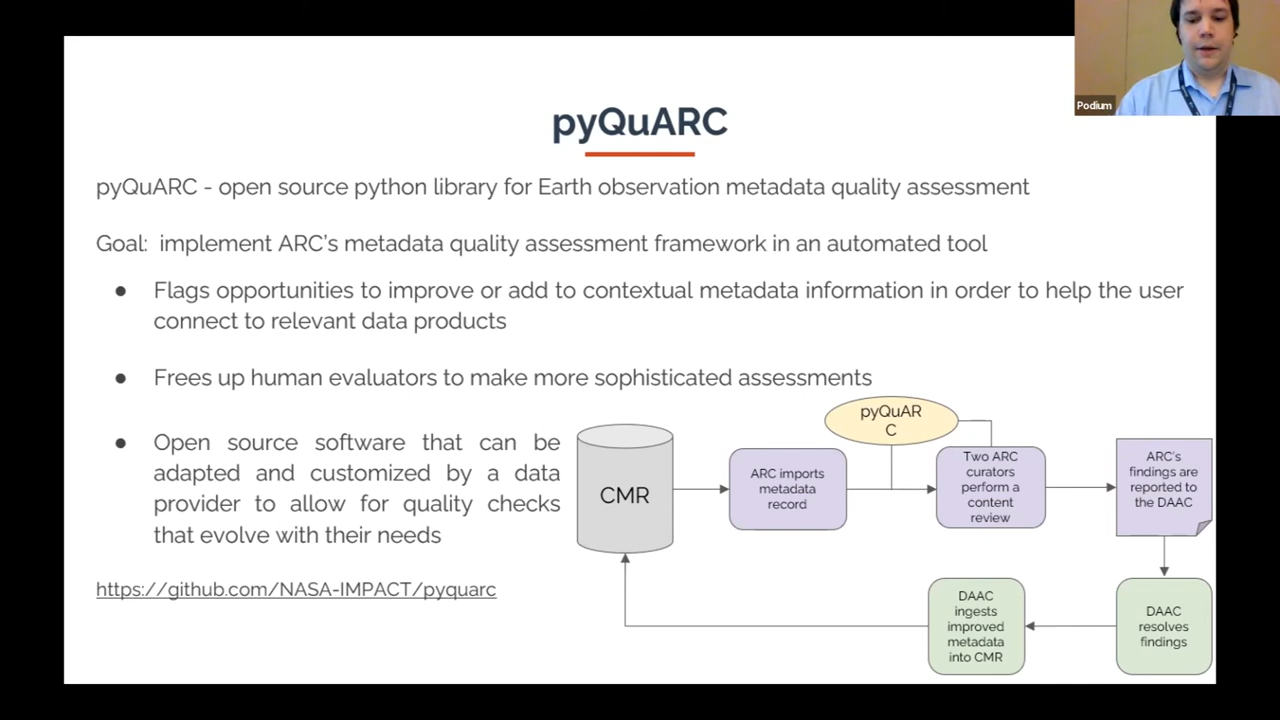 Podium
pyQuARC
pyQuARC - open source python library for Earth observation metadata quality assessment
Goal: implement ARC's metadata quality assessment framework in an automated tool
● Flags opportunities to improve or add to contextual metadata information in order to help the user
connect to relevant data products
● Frees up human evaluators to make more sophisticated assessments
● Open source software that can be
adapted and customized by a data
provider to allow for quality checks
that evolve with their needs
https://github.com/NASA-IMPACT/pyquarc
pyQuAR
C
CMR
ARC imports
metadata
record
Two ARC
curators
perform a
content
review
ARC's
findings are
reported to
the DAAC
DAAC
resolves
findings
DAAC
ingests
improved
metadata
into CMR